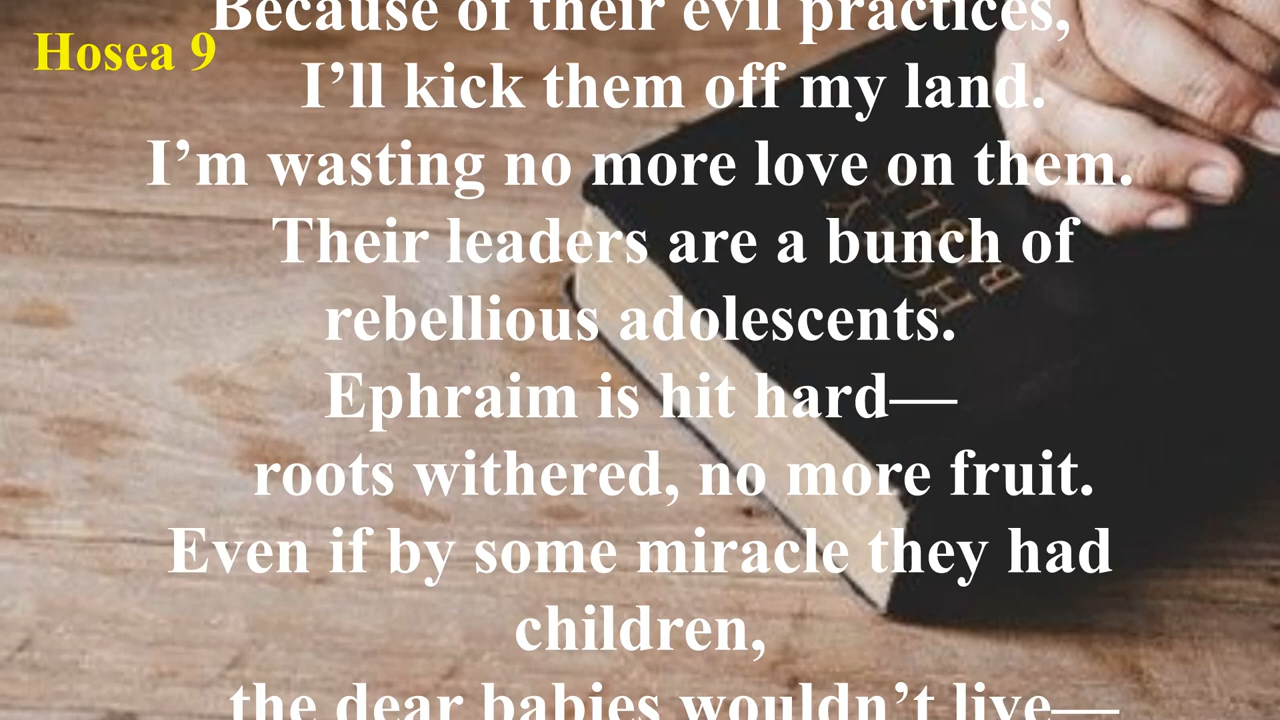 Because of their evil practices,
Hosea 9
I’ll kick them off my land.
I’m wasting no more love on them.
Their leaders are a bunch of
rebellious adolescents.
Ephraim is hit hard—
roots withered, no more fruit.
Even if by some miracle they had
children,
the dear babies wouldn’t live—
HOLY
BIBLE